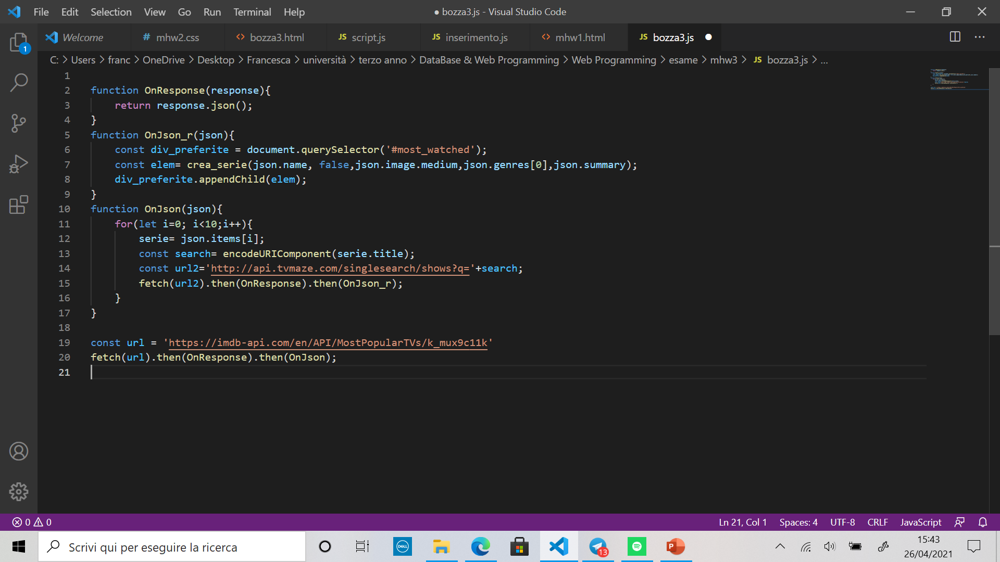 File Edit Selection View Go Run Terminal Help
● bozza3.js - Visual Studio Code
Welcome # mhw2.css <> bozza3.html JS script.js JS inserimento.js <> mhw1.html JS bozza3.js ●
1
C: > Users > franc > OneDrive > Desktop > Francesca > università > terzo anno > DataBase & Web Programming > Web Programming > esame > mhw3 > JS bozza3.js > ...
1
2 function OnResponse(response){
3     return response.json();
4 }
5 function OnJson_r(json){
6     const div_preferite = document.querySelector('#most_watched');
7     const elem= crea_serie(json.name, false,json.image.medium,json.genres[0],json.summary);
8     div_preferite.appendChild(elem);
9 }
10 function OnJson(json){
11     for(let i=0; i<10;i++){
12         serie= json.items[i];
13         const search= encodeURIComponent(serie.title);
14         const url2='http://api.tvmaze.com/singlesearch/shows?q='+search;
15         fetch(url2).then(OnResponse).then(OnJson_r);
16     }
17 }
18
19 const url = 'https://imdb-api.com/en/API/MostPopularTVs/k_mux9c11k'
20 fetch(url).then(OnResponse).then(OnJson);
21
0 0
Ln 21, Col 1 Spaces: 4 UTF-8 CRLF JavaScript
Scrivi qui per eseguire la ricerca
DELL
13
P
15:43
26/04/2021